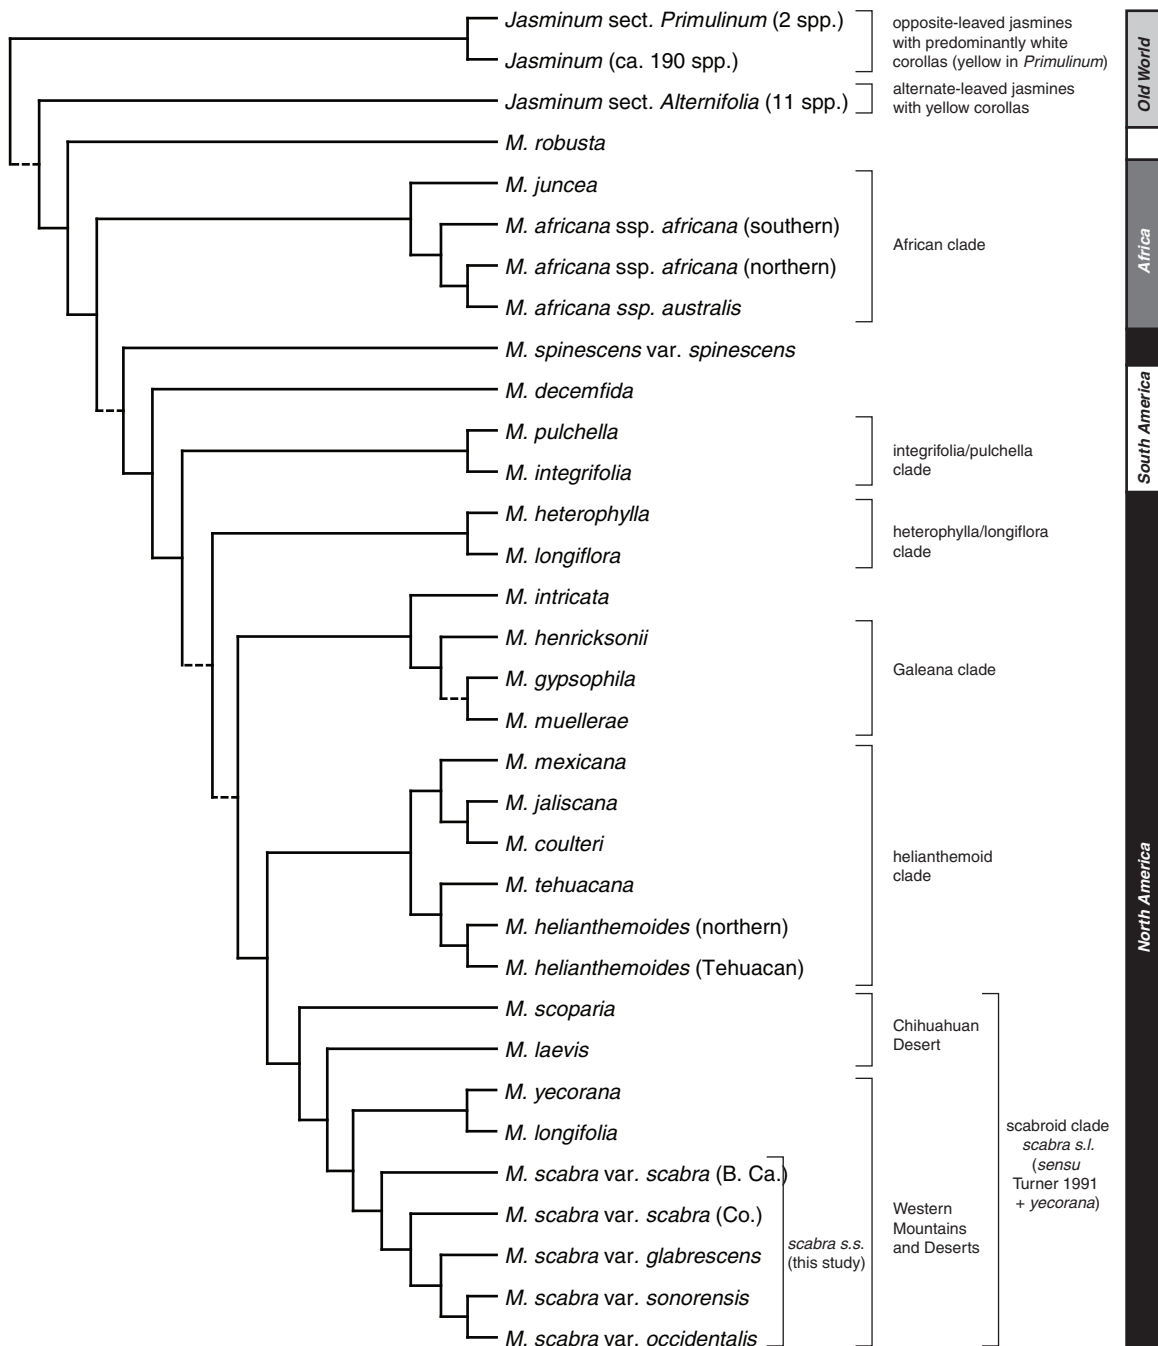 Jasminum sect. Primulinum (2 spp.)
Jasminum (ca. 190 spp.)
opposite-leaved jasmines
with predominantly white
corollas (yellow in Primulinum)
Jasminum sect. Alternifolia (11 spp.)
alternate-leaved jasmines
with yellow corollas
Old World
M. robusta
M. juncea
M. africana ssp. africana (southern)
M. africana ssp. africana (northern)
M. africana ssp. australis
African clade
Africa
M. spinescens var. spinescens
M. decemfida
M. pulchella
M. integrifolia
integrifolia/pulchella
clade
South America
M. heterophylla
M. longiflora
heterophylla/longiflora
clade
M. intricata
M. henricksonii
M. gypsophila
M. muellerae
Galeana clade
M. mexicana
M. jaliscana
M. coulteri
M. tehuacana
M. helianthemoides (northern)
M. helianthemoides (Tehuacan)
helianthemoid
clade
North America
M. scoparia
M. laevis
Chihuahuan
Desert
M. yecorana
M. longifolia
M. scabra var. scabra (B. Ca.)
M. scabra var. scabra (Co.)
M. scabra var. glabrescens
M. scabra var. sonorensis
M. scabra var. occidentalis
scabra s.s.
(this study)
Western
Mountains
and Deserts
scabroid clade
scabra s.l.
(sensu
Turner 1991
+ yecorana)